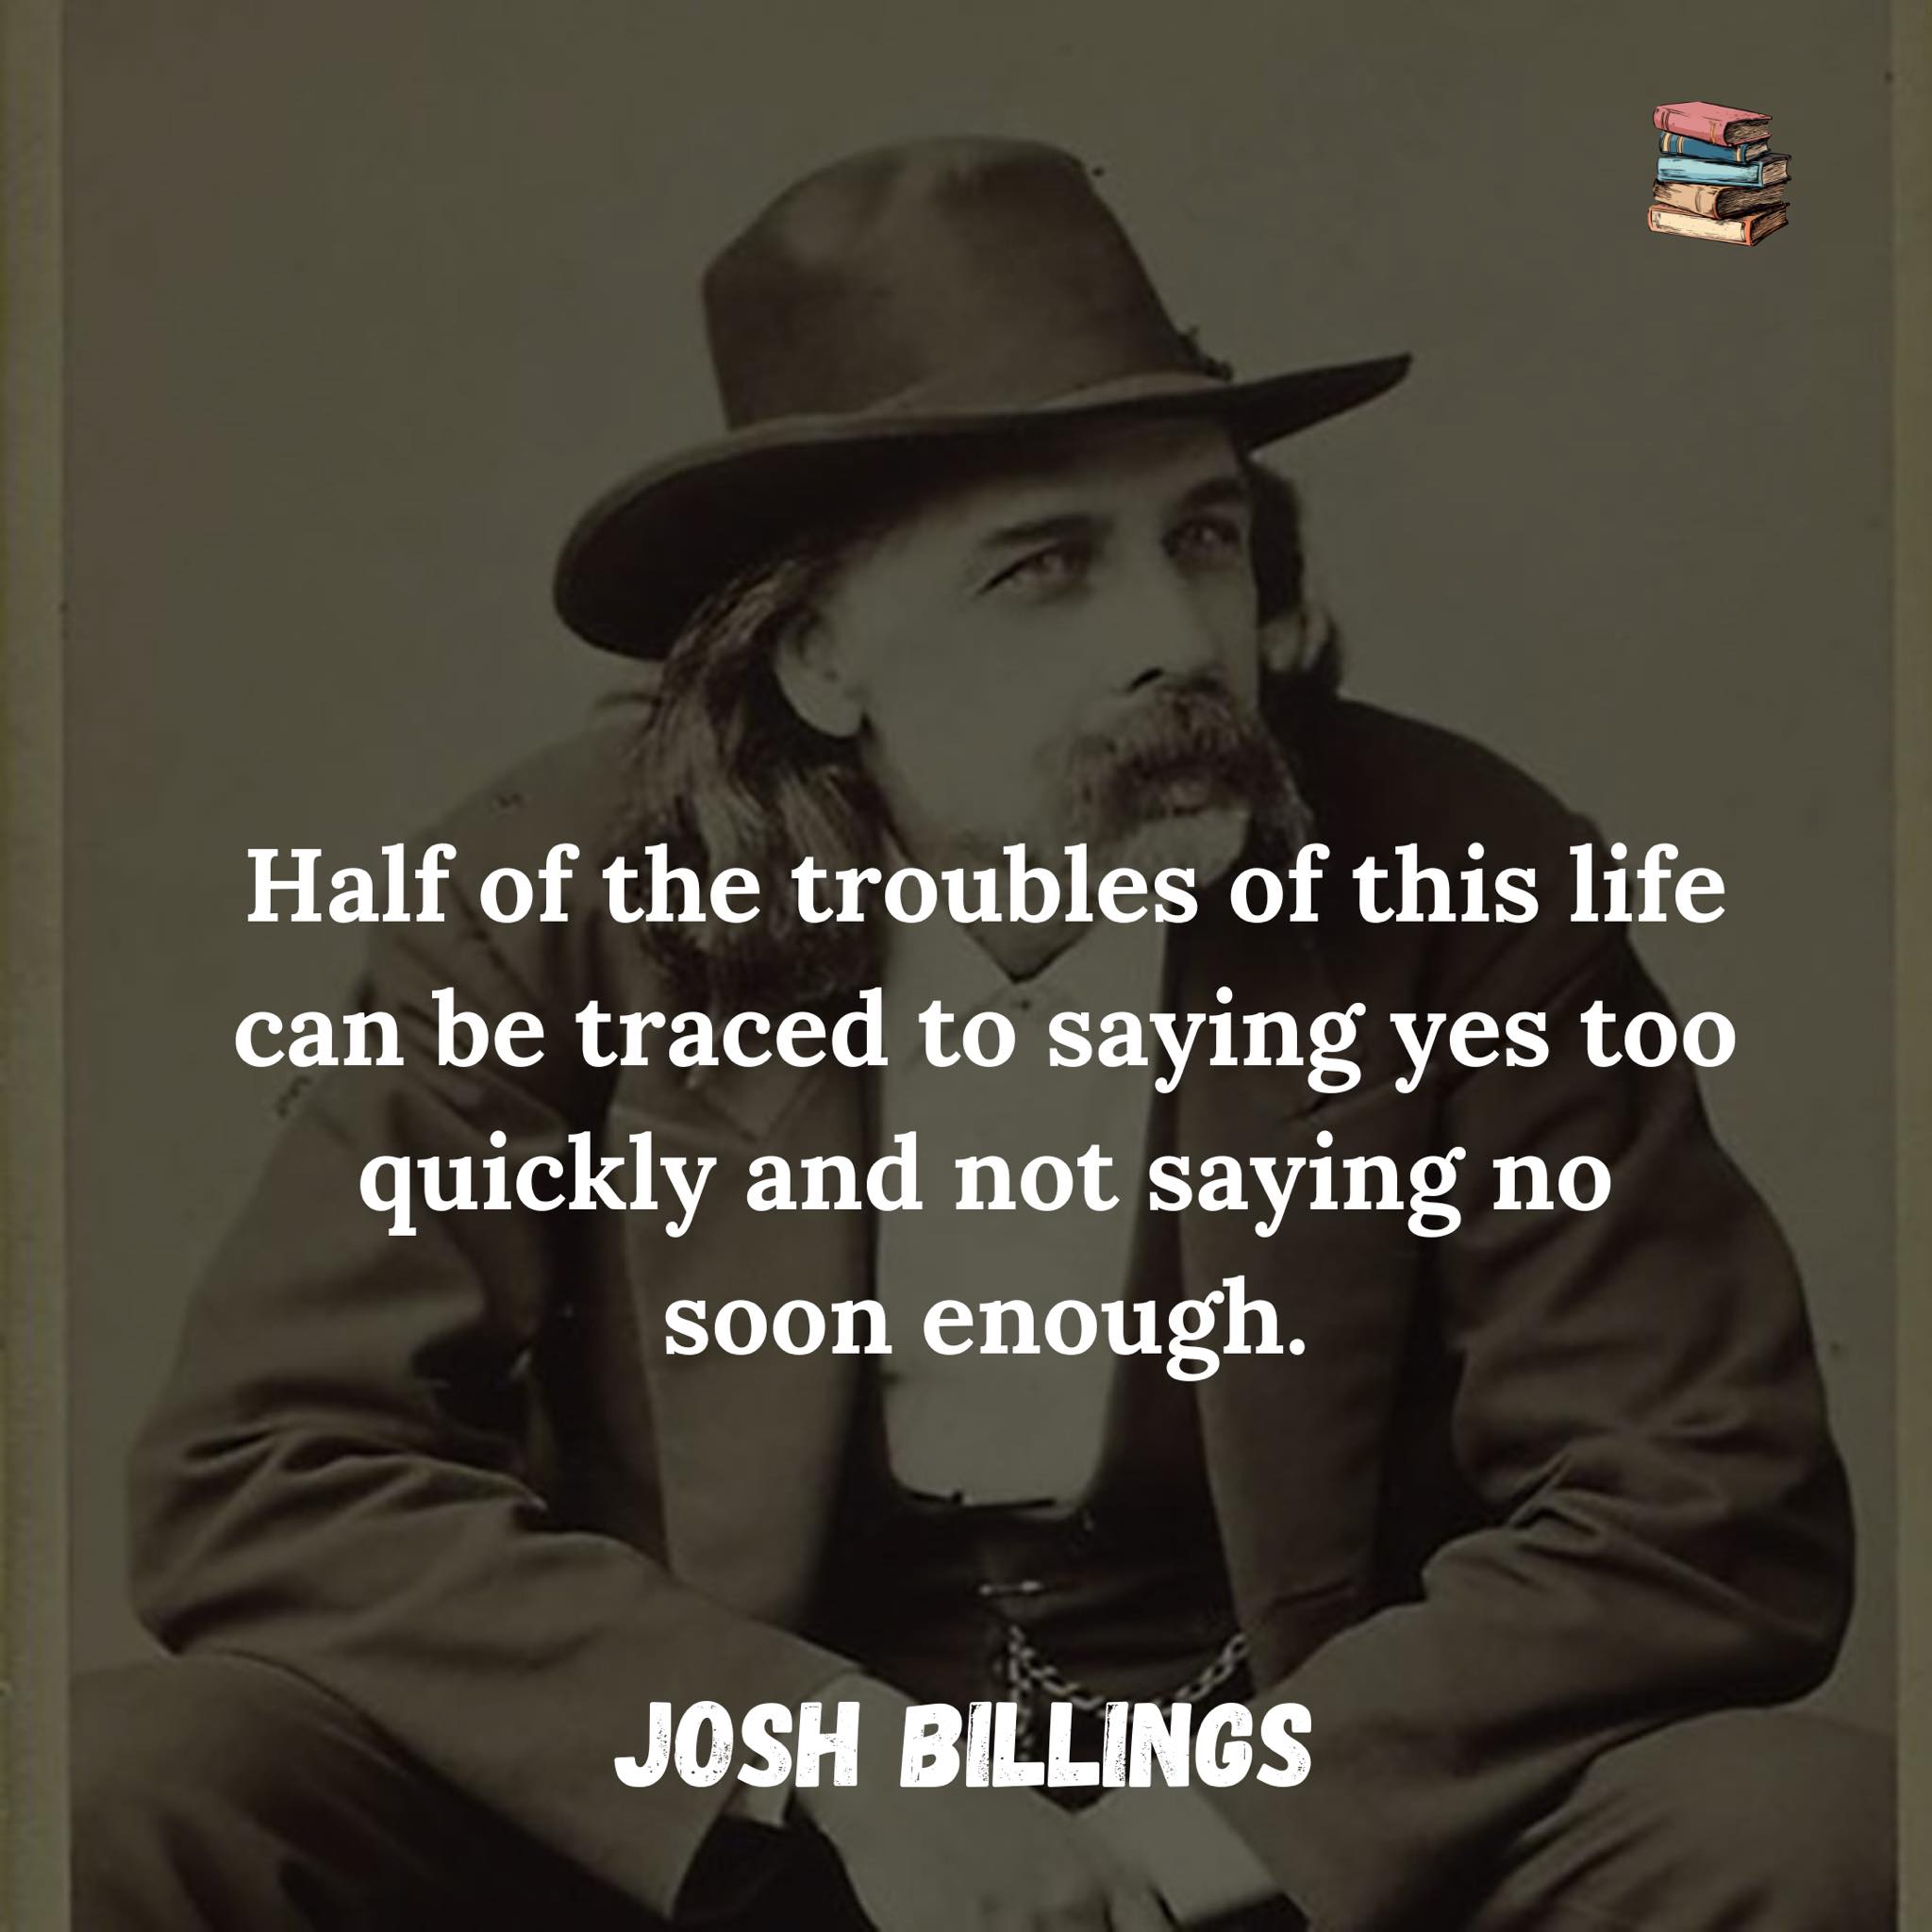 Half of the troubles of this life
can be traced to saying yes too
quickly and not saying no
soon enough.
JOSH BILLINGS